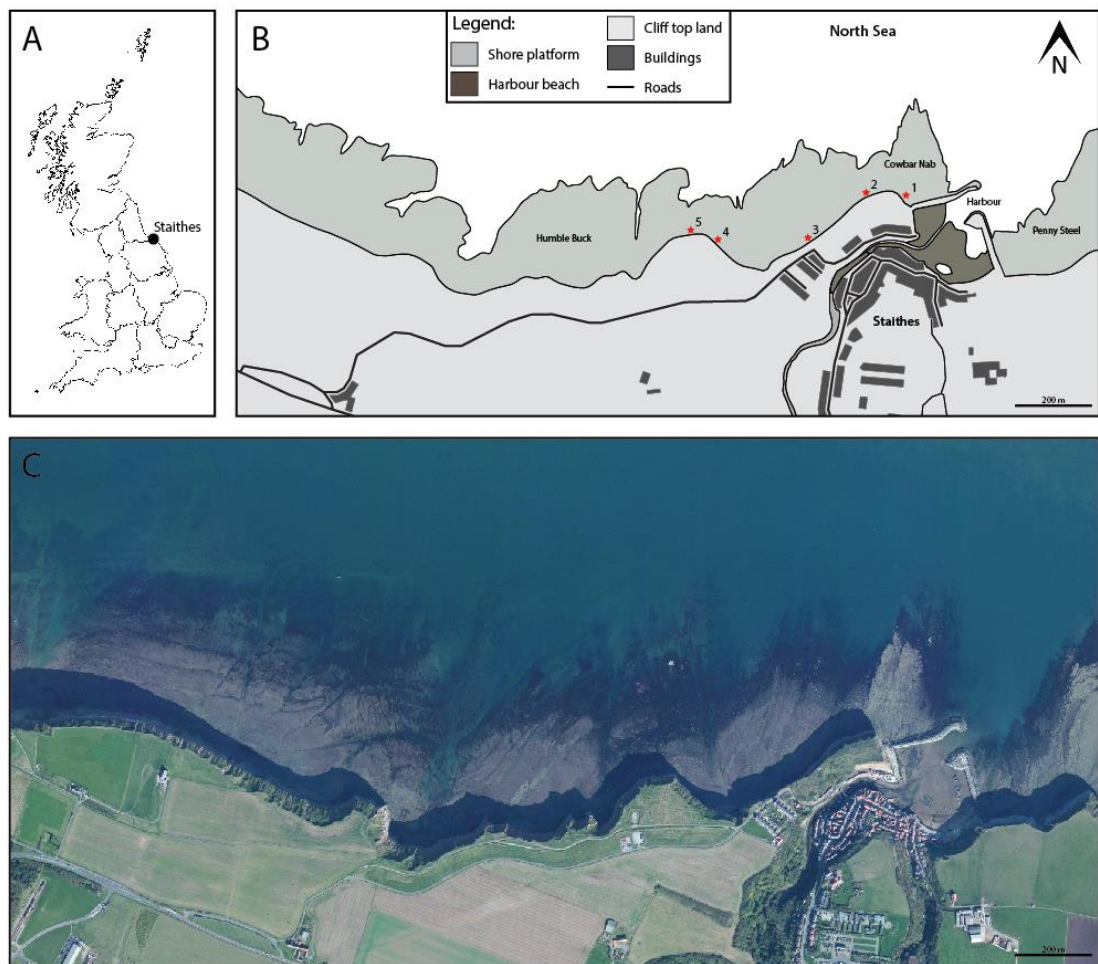 A
Staithes
B
Legend:
Shore platform
Harbour beach
Cliff top land
Buildings
Roads
North Sea
N
Cowbar Nab
2
1
Harbour
5
4
3
Humble Buck
Penny Steel
Staithes
200 m
C
200 m